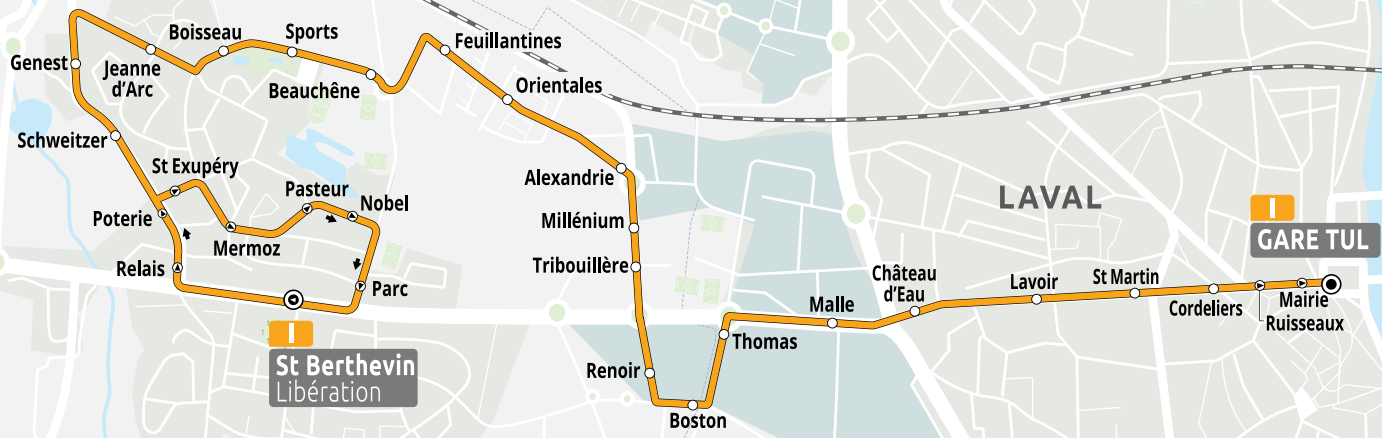 Boisseau
Sports
Feuillantines
Genest
Jeanne
d'Arc
Beauchêne
Orientales
Schweitzer
St Exupéry
Alexandrie
Pasteur
Nobel
LAVAL
Poterie
Mermoz
Millénium
I
GARE TUL
Relais
Parc
Tribouillère
Château
d'Eau
Lavoir
St Martin
Malle
Cordeliers
Mairie
Ruisseaux
I
St Berthevin
Libération
Thomas
Renoir
Boston